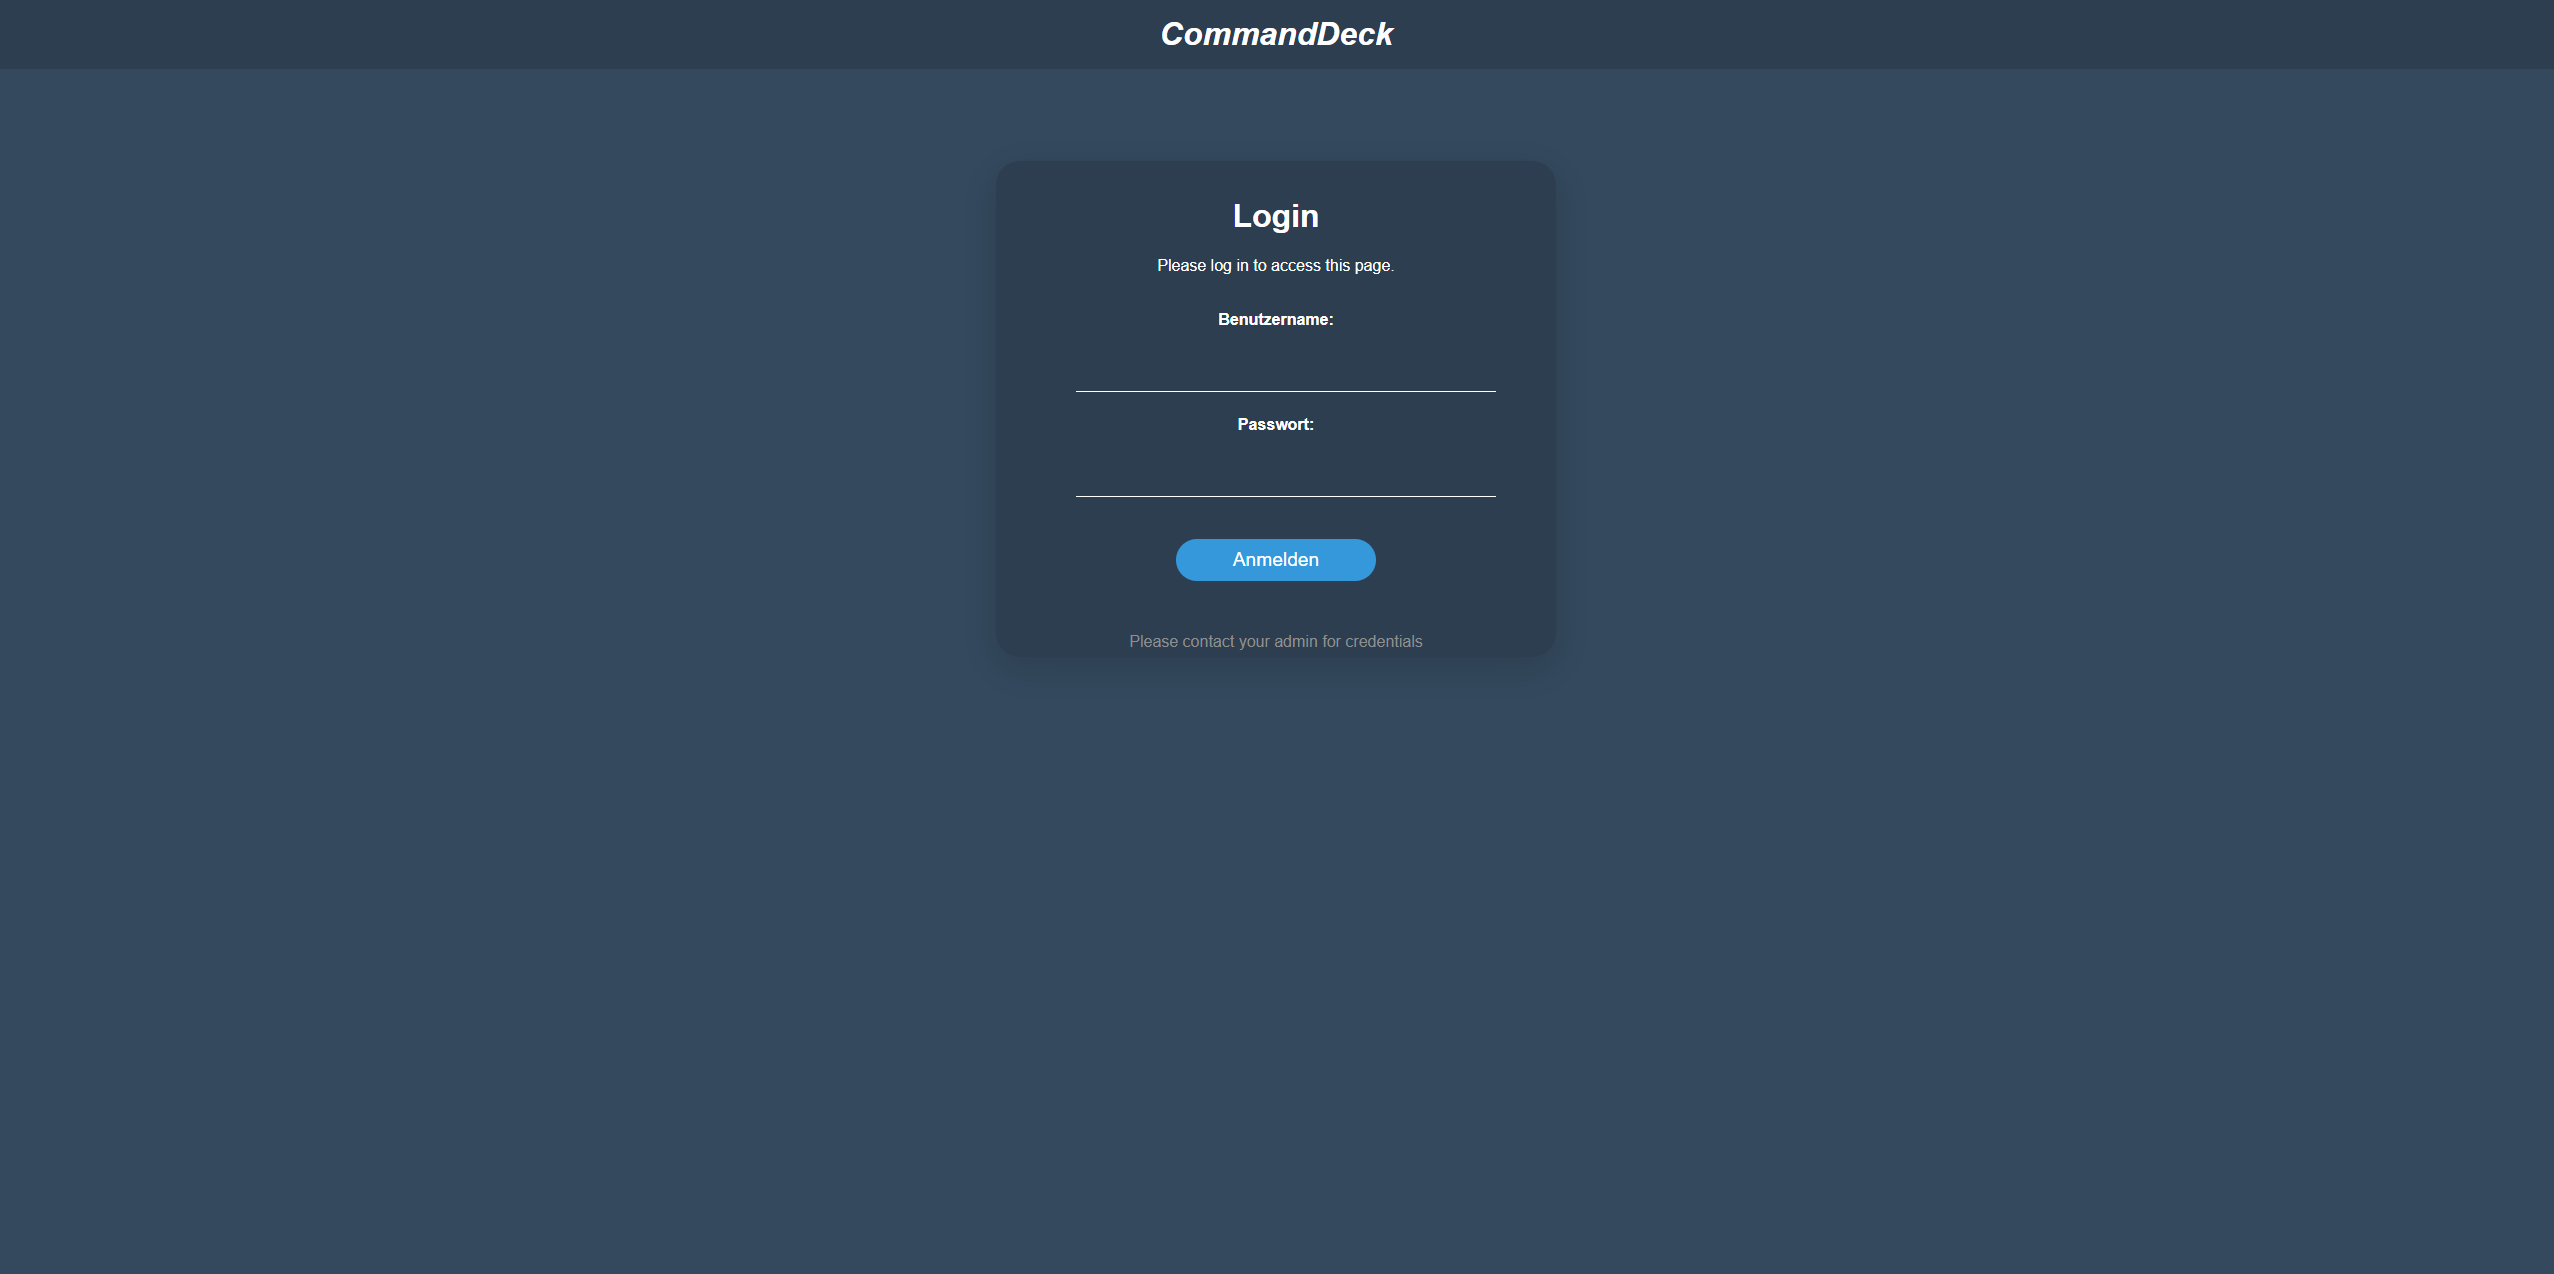 CommandDeck
Login
Please log in to access this page.
Benutzername:
Passwort:
Anmelden
Please contact your admin for credentials